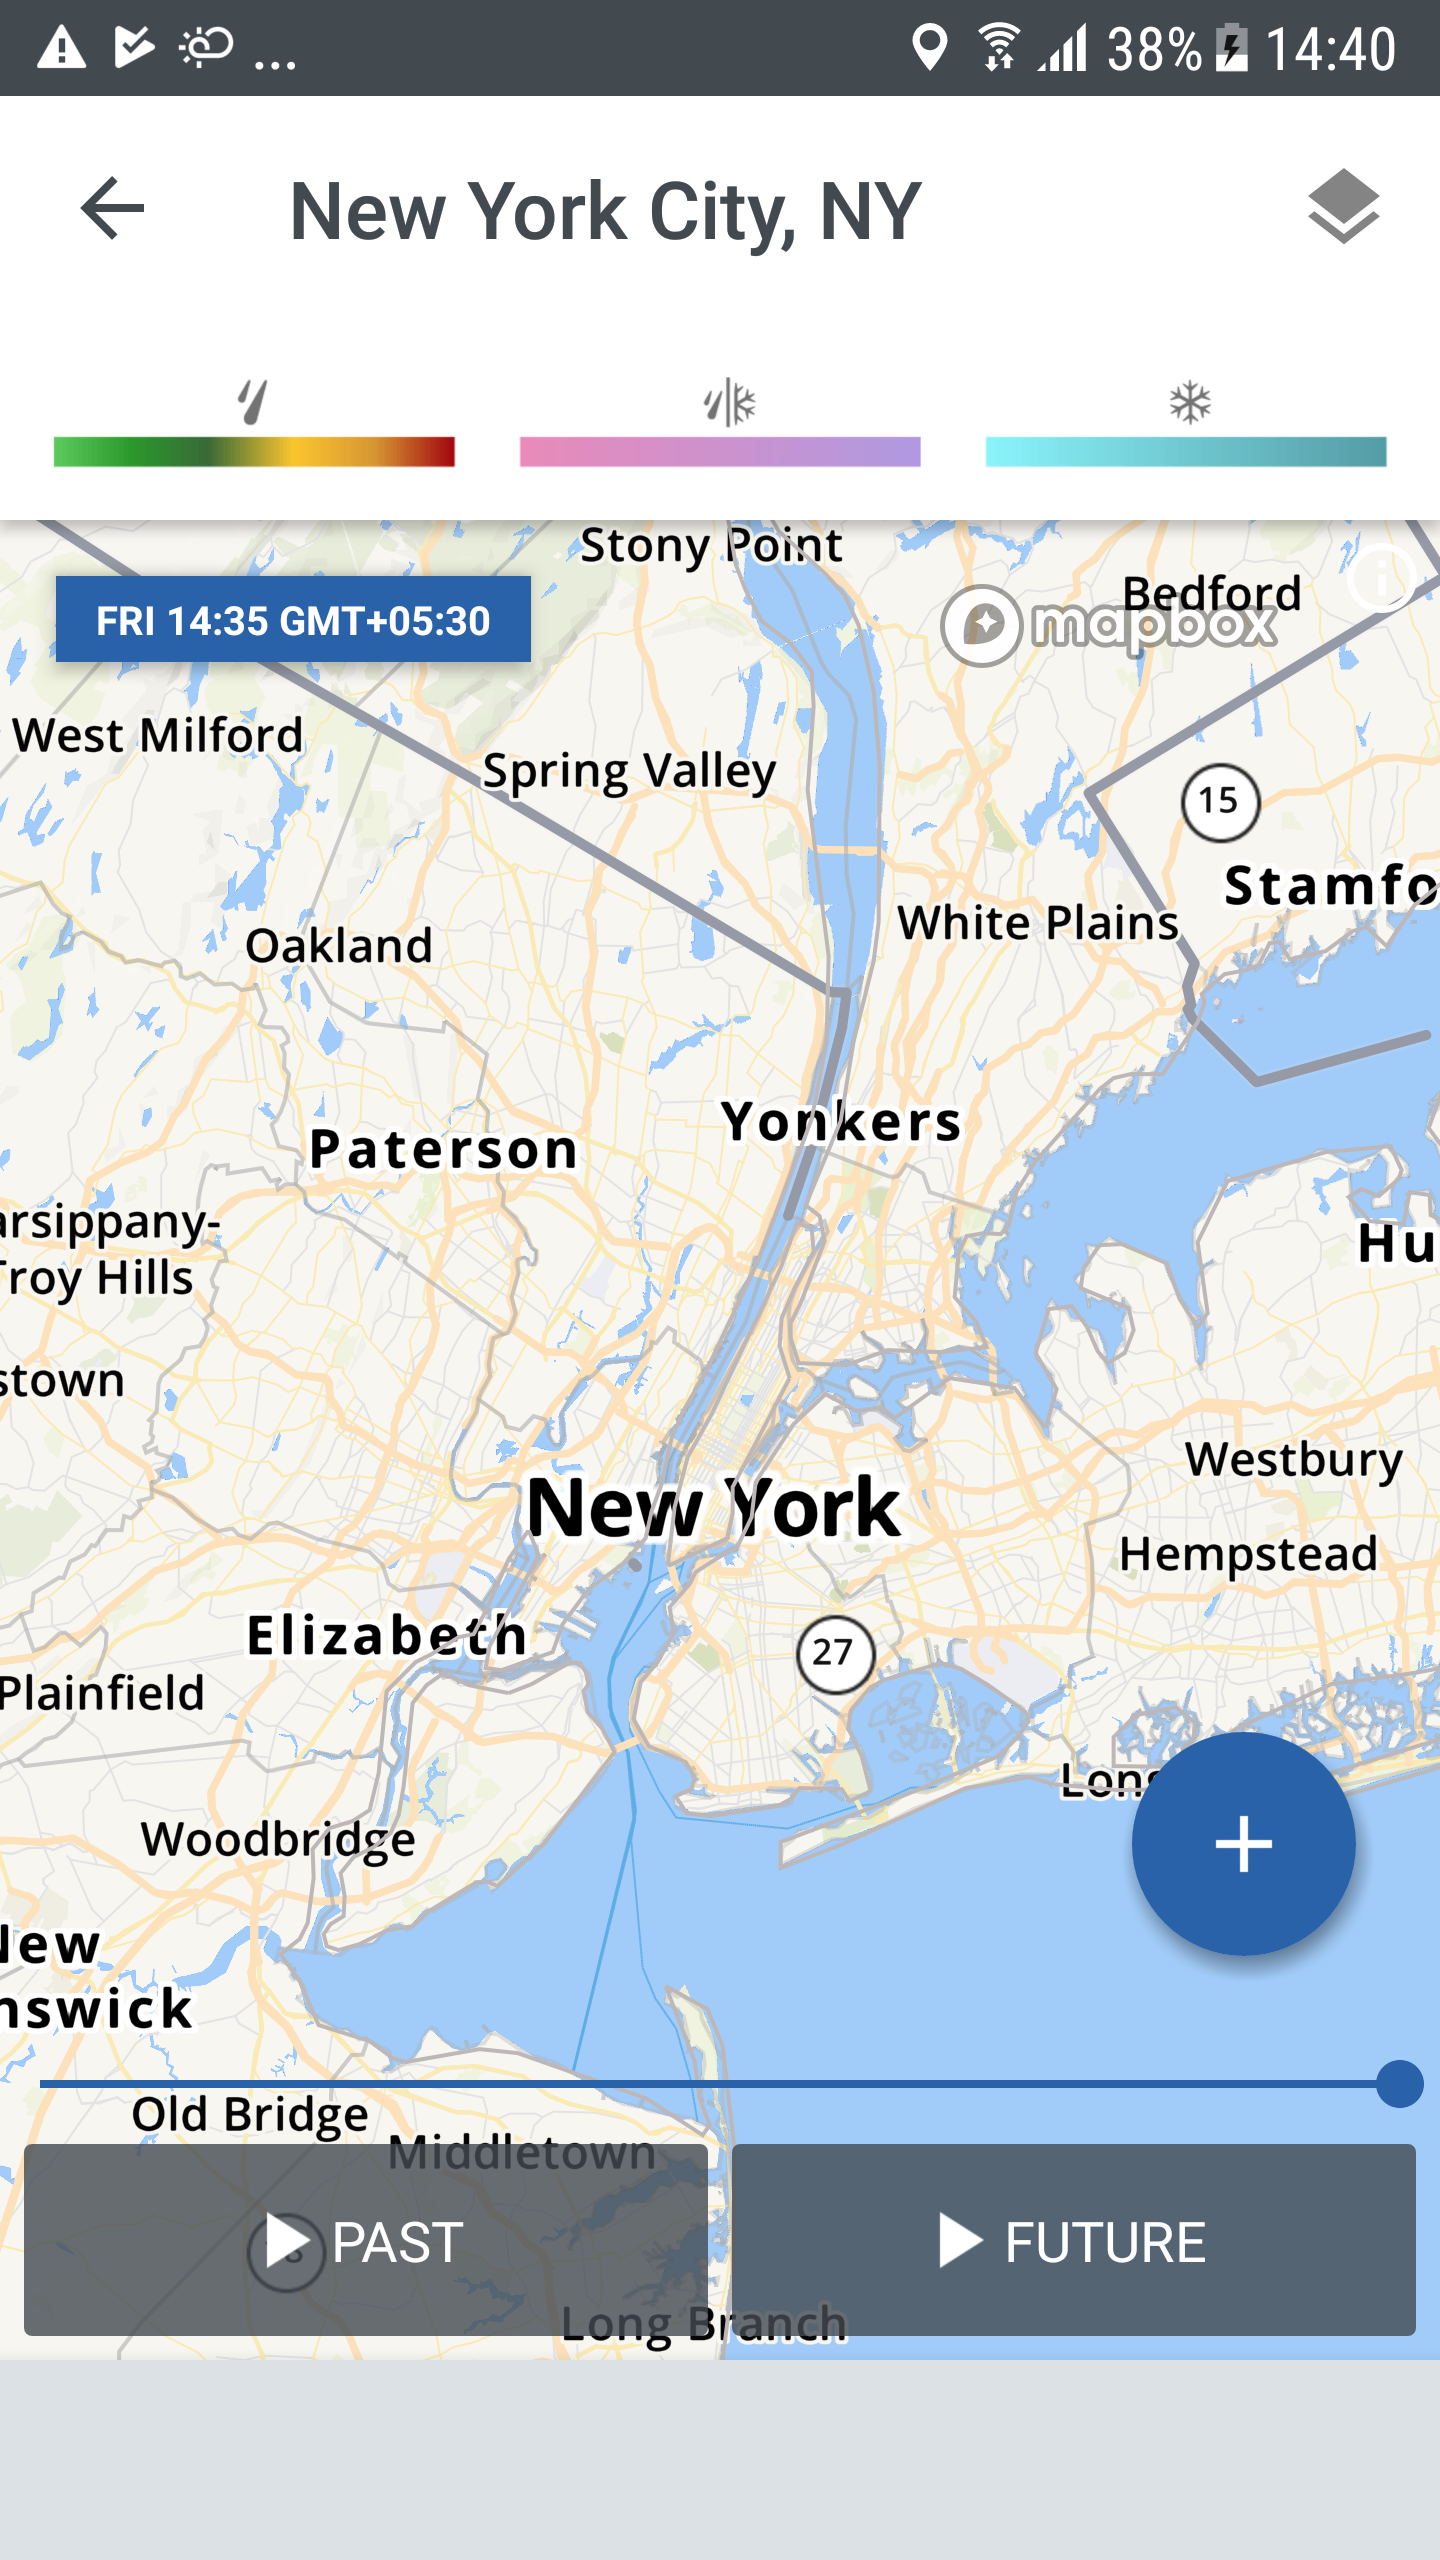 ... 38% 14:40
New York City, NY
Stony Point
Bedford
mapbox
FRI 14:35 GMT+05:30
West Milford
Spring Valley
15
Stamfo
White Plains
Oakland
Yonkers
Paterson
arsippany-
Troy Hills
Hu
stown
Westbury
New York
Hempstead
Elizabeth
27
Plainfield
Long
Woodbridge
New
nswick
Old Bridge
Middletown
PAST
FUTURE
Long Branch